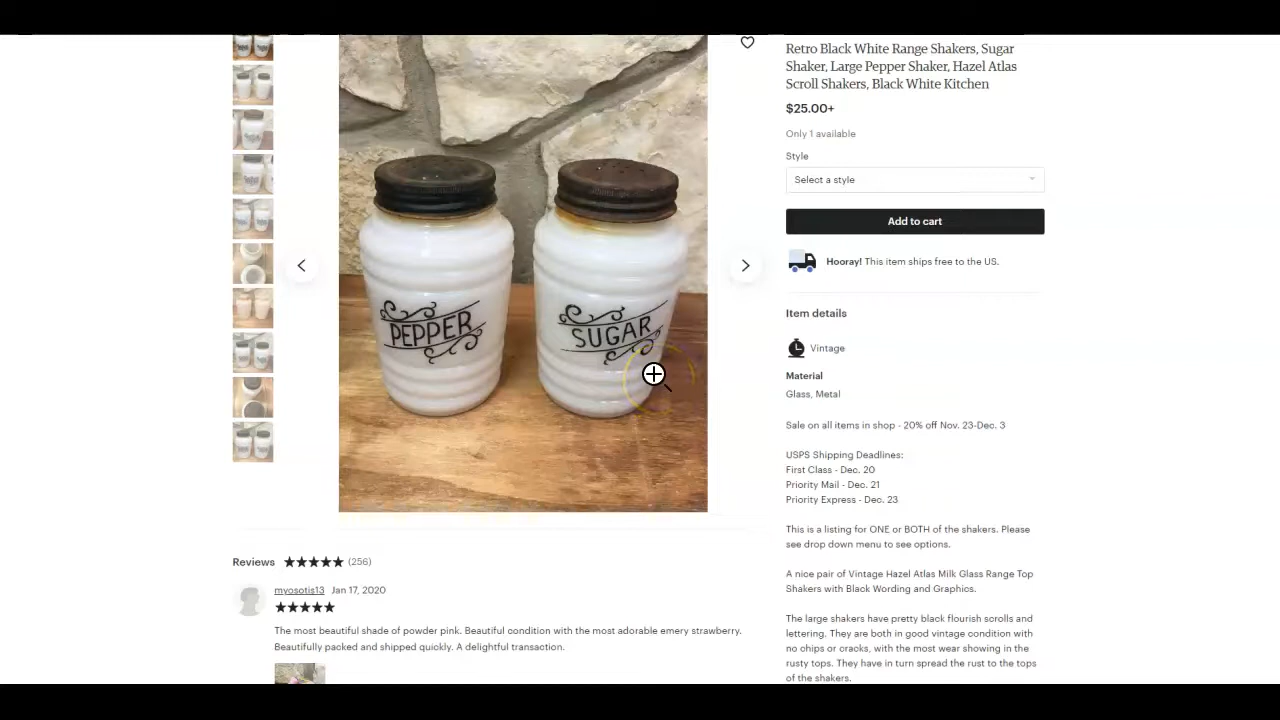 Retro Black White Range Shakers, Sugar
Shaker, Large Pepper Shaker, Hazel Atlas
Scroll Shakers, Black White Kitchen
$25.00+
Only 1 available
Style
Select a style
Add to cart
Hooray! This item ships free to the US.
Item details
Vintage
Material
Glass, Metal
Sale on all items in shop - 20% off Nov. 23-Dec. 3
USPS Shipping Deadlines:
First Class - Dec. 20
Priority Mail - Dec. 21
Priority Express - Dec. 23
This is a listing for ONE or BOTH of the shakers. Please
see drop down menu to see options.
A nice pair of Vintage Hazel Atlas Milk Glass Range Top
Shakers with Black Wording and Graphics.
The large shakers have pretty black flourish scrolls and
lettering. They are both in good vintage condition with
no chips or cracks, with the most wear showing in the
rusty tops. They have in turn spread the rust to the tops
of the shakers.
PEPPER
SUGAR
Reviews ★★★★★ (256)
myosotis13 Jan 17, 2020
★★★★★
The most beautiful shade of powder pink. Beautiful condition with the most adorable emery strawberry.
Beautifully packed and shipped quickly. A delightful transaction.